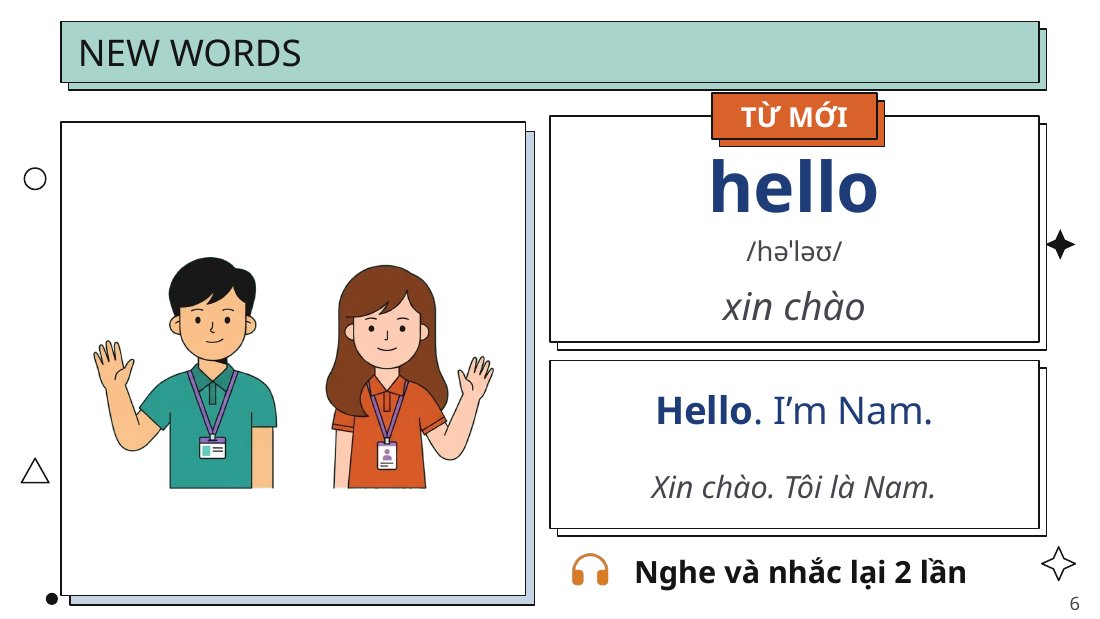 NEW WORDS
TỪ MỚI
hello
/həˈləʊ/
xin chào
Hello. I’m Nam.
Xin chào. Tôi là Nam.
Nghe và nhắc lại 2 lần
6